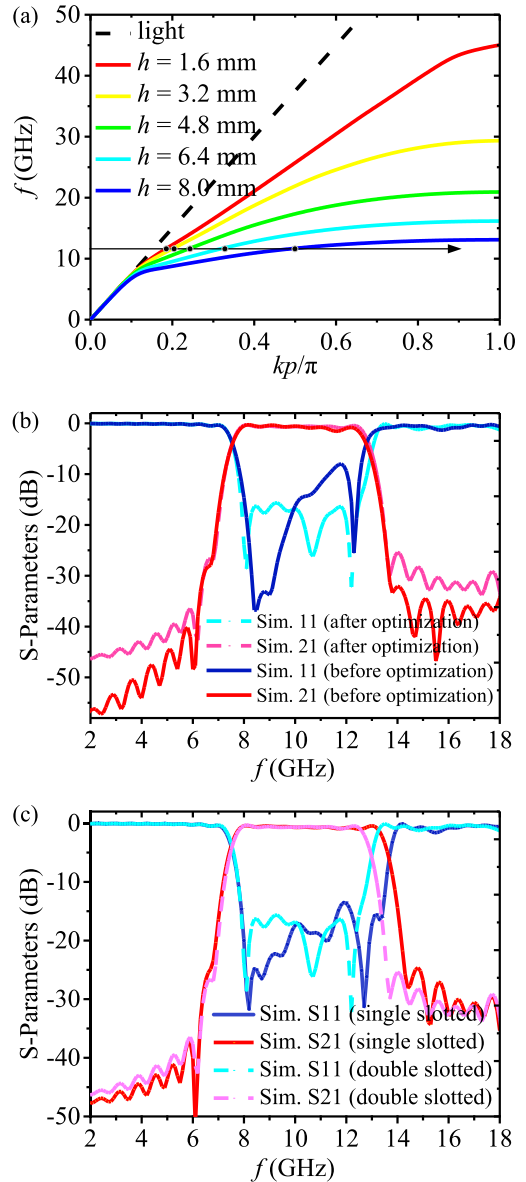 (a)
50
40
30
20
10
0
f (GHz)
light
h = 1.6 mm
h = 3.2 mm
h = 4.8 mm
h = 6.4 mm
h = 8.0 mm
0.0 0.2 0.4 0.6 0.8 1.0
kp/π
(b)
0
-10
-20
-30
-40
-50
S-Parameters (dB)
Sim. 11 (after optimization)
Sim. 21 (after optimization)
Sim. 11 (before optimization)
Sim. 21 (before optimization)
2 4 6 8 10 12 14 16 18
f (GHz)
(c)
0
-10
-20
-30
-40
-50
S-Parameters (dB)
Sim. S11 (single slotted)
Sim. S21 (single slotted)
Sim. S11 (double slotted)
Sim. S21 (double slotted)
2 4 6 8 10 12 14 16 18
f (GHz)